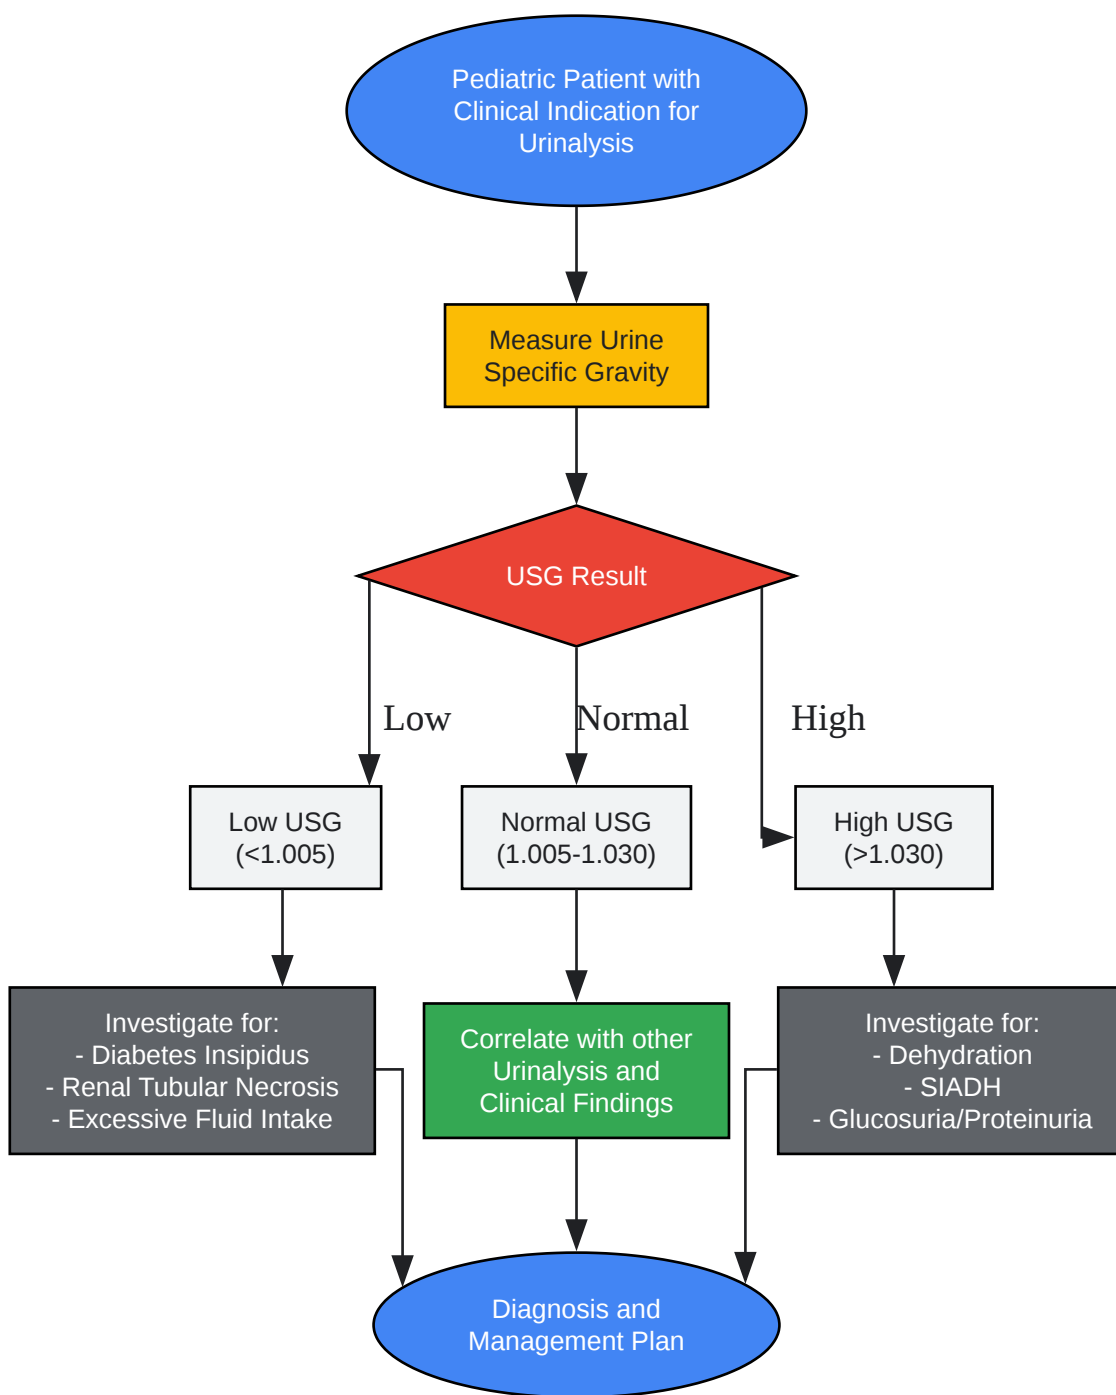 Pediatric Patient with
Clinical Indication for
Urinalysis
Measure Urine
Specific Gravity
USG Result
Low
Normal
High
Low USG
(<1.005)
Normal USG
(1.005-1.030)
High USG
(>1.030)
Investigate for:
- Diabetes Insipidus
- Renal Tubular Necrosis
- Excessive Fluid Intake
Correlate with other
Urinalysis and
Clinical Findings
Investigate for:
- Dehydration
- SIADH
- Glucosuria/Proteinuria
Diagnosis and
Management Plan